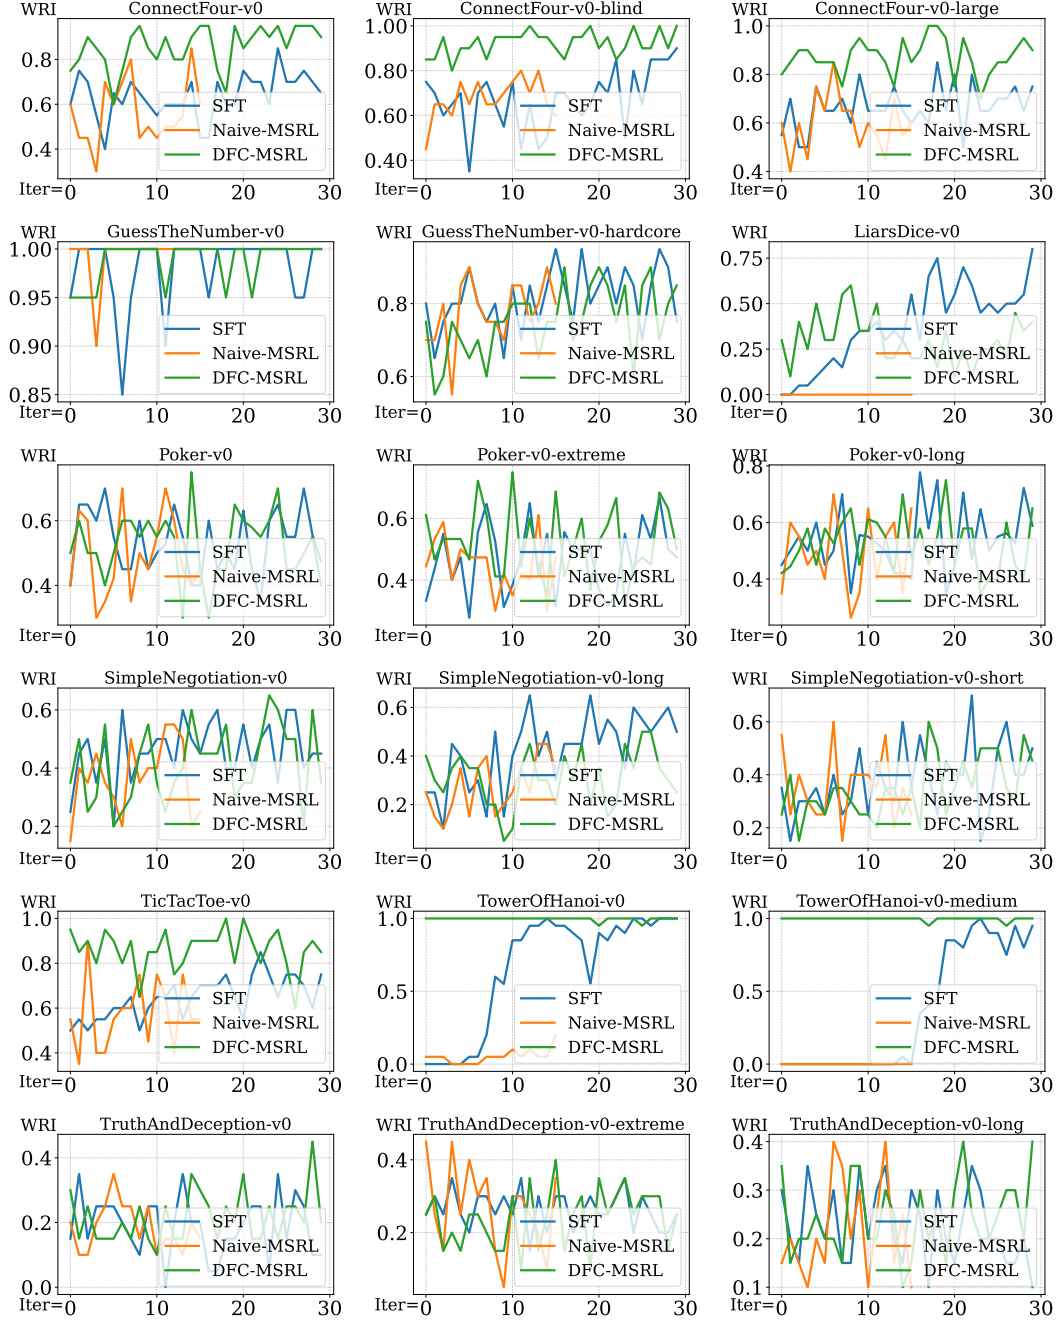 WRI ConnectFour-v0 WRI ConnectFour-v0-blind WRI ConnectFour-v0-large
0.8 1.00 1.0
0.6 0.80 0.8
0.4 0.60 0.6
0.40 0.4
SFT SFT SFT
Naive-MSRL Naive-MSRL Naive-MSRL
DFC-MSRL DFC-MSRL DFC-MSRL
Iter= 0 10 20 30 Iter= 0 10 20 30 Iter= 0 10 20 30
WRI GuessTheNumber-v0 WRI GuessTheNumber-v0-hardcore WRI LiarsDice-v0
1.00 0.8 0.75
0.95 0.6 0.50
0.90 0.25
0.85 0.00
SFT SFT SFT
Naive-MSRL Naive-MSRL Naive-MSRL
DFC-MSRL DFC-MSRL DFC-MSRL
Iter= 0 10 20 30 Iter= 0 10 20 30 Iter= 0 10 20 30
WRI Poker-v0 WRI Poker-v0-extreme WRI Poker-v0-long
0.6 0.6 0.8
0.4 0.4 0.6
0.4
SFT SFT SFT
Naive-MSRL Naive-MSRL Naive-MSRL
DFC-MSRL DFC-MSRL DFC-MSRL
Iter= 0 10 20 30 Iter= 0 10 20 30 Iter= 0 10 20 30
WRI SimpleNegotiation-v0 WRI SimpleNegotiation-v0-long WRI SimpleNegotiation-v0-short
0.6 0.6 0.6
0.4 0.4 0.4
0.2 0.2 0.2
SFT SFT SFT
Naive-MSRL Naive-MSRL Naive-MSRL
DFC-MSRL DFC-MSRL DFC-MSRL
Iter= 0 10 20 30 Iter= 0 10 20 30 Iter= 0 10 20 30
WRI TicTacToe-v0 WRI TowerOfHanoi-v0 WRI TowerOfHanoi-v0-medium
1.0 1.0 1.0
0.8 0.5 0.5
0.6 0.0 0.0
0.4
SFT SFT SFT
Naive-MSRL Naive-MSRL Naive-MSRL
DFC-MSRL DFC-MSRL DFC-MSRL
Iter= 0 10 20 30 Iter= 0 10 20 30 Iter= 0 10 20 30
WRI TruthAndDeception-v0 WRI TruthAndDeception-v0-extreme WRI TruthAndDeception-v0-long
0.4 0.4 0.4
0.2 0.2 0.3
0.0 0.2
0.1
SFT SFT SFT
Naive-MSRL Naive-MSRL Naive-MSRL
DFC-MSRL DFC-MSRL DFC-MSRL
Iter= 0 10 20 30 Iter= 0 10 20 30 Iter= 0 10 20 30